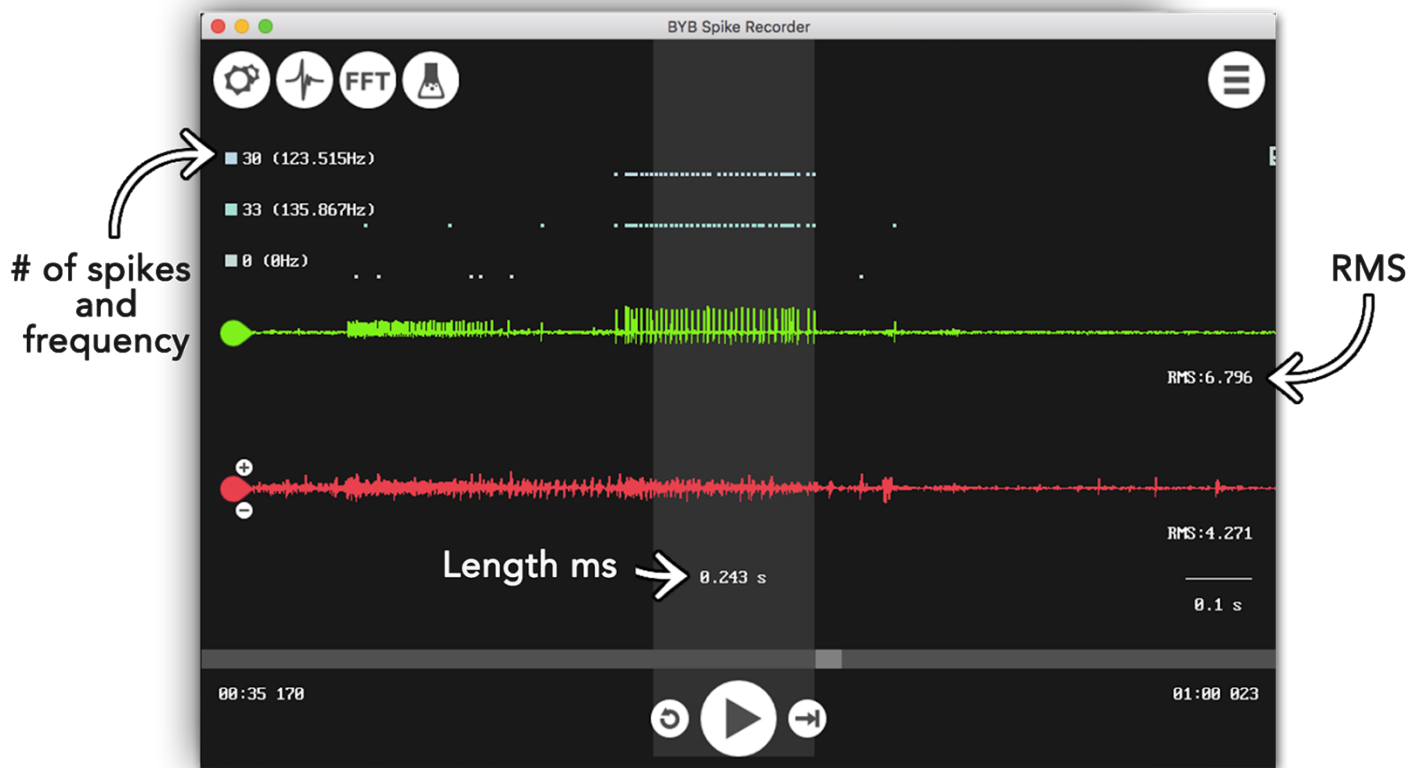 BYB Spike Recorder
FFT
30 (123.515Hz)
33 (135.867Hz)
0 (0Hz)
# of spikes
and
frequency
RMS
RMS:6.796
RMS:4.271
Length ms
0.243 s
0.1 s
00:35 170
01:00 023